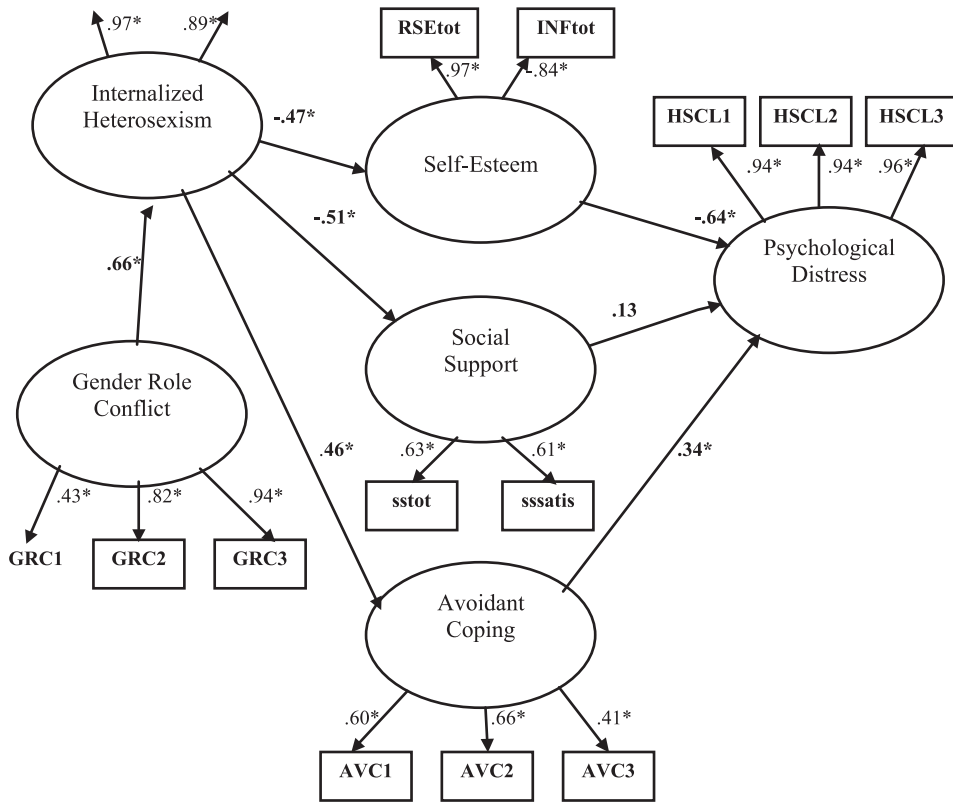 .97*
.89*
RSEtot
INFtot
.97*
-.84*
Internalized
Heterosexism
-.47*
Self-Esteem
HSCL1
HSCL2
HSCL3
.94*
.94*
.96*
-.51*
-.64*
Psychological
Distress
.66*
.13
Social
Support
Gender Role
Conflict
.63*
.61*
.46*
.34*
.43*
.82*
.94*
sstot
sssatis
GRC1
GRC2
GRC3
Avoidant
Coping
.60*
.66*
.41*
AVC1
AVC2
AVC3